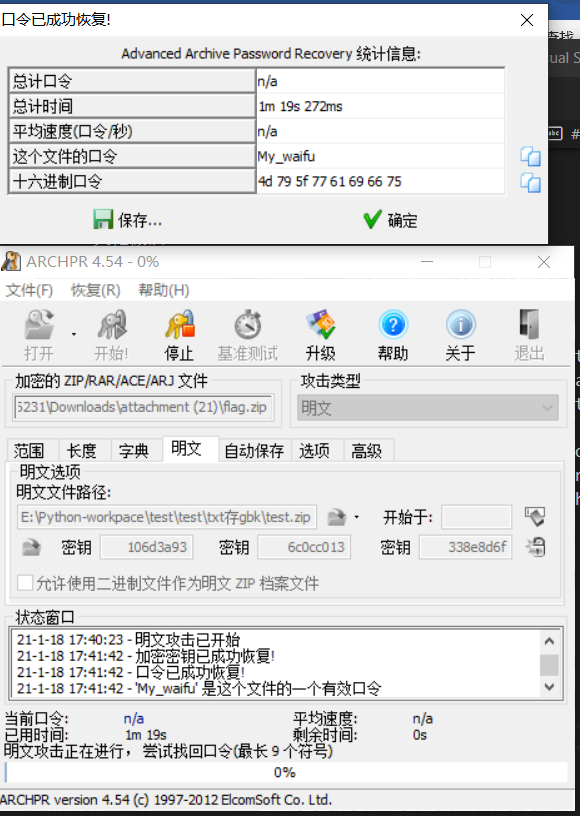 口令已成功恢复!
Advanced Archive Password Recovery 统计信息:
总计口令 n/a
总计时间 1m 19s 272ms
平均速度(口令/秒) n/a
这个文件的口令 My_waifu
十六进制口令 4d 79 5f 77 61 69 66 75
保存... 确定
ARCHPR 4.54 - 0%
文件(F) 恢复(R) 帮助(H)
打开 开始! 停止 基准测试 升级 帮助 关于 退出
加密的 ZIP/RAR/ACE/ARJ 文件 攻击类型
5231\Downloads\attachment (21)\flag.zip 明文
范围 长度 字典 明文 自动保存 选项 高级
明文选项
明文文件路径:
E:\Python-workpace\test\test\txt存gbk\test.zip 开始于:
密钥 106d3a93 密钥 6c0cc013 密钥 338e8d6f
允许使用二进制文件作为明文 ZIP 档案文件
状态窗口
21-1-18 17:40:23 - 明文攻击已开始
21-1-18 17:41:42 - 加密密钥已成功恢复!
21-1-18 17:41:42 - 口令已成功恢复!
21-1-18 17:41:42 - 'My_waifu' 是这个文件的一个有效口令
当前口令: n/a 平均速度: n/a
已用时间: 1m 19s 剩余时间: 0s
明文攻击正在进行，尝试找回口令(最长 9 个符号)
0%
ARCHPR version 4.54 (c) 1997-2012 ElcomSoft Co. Ltd.